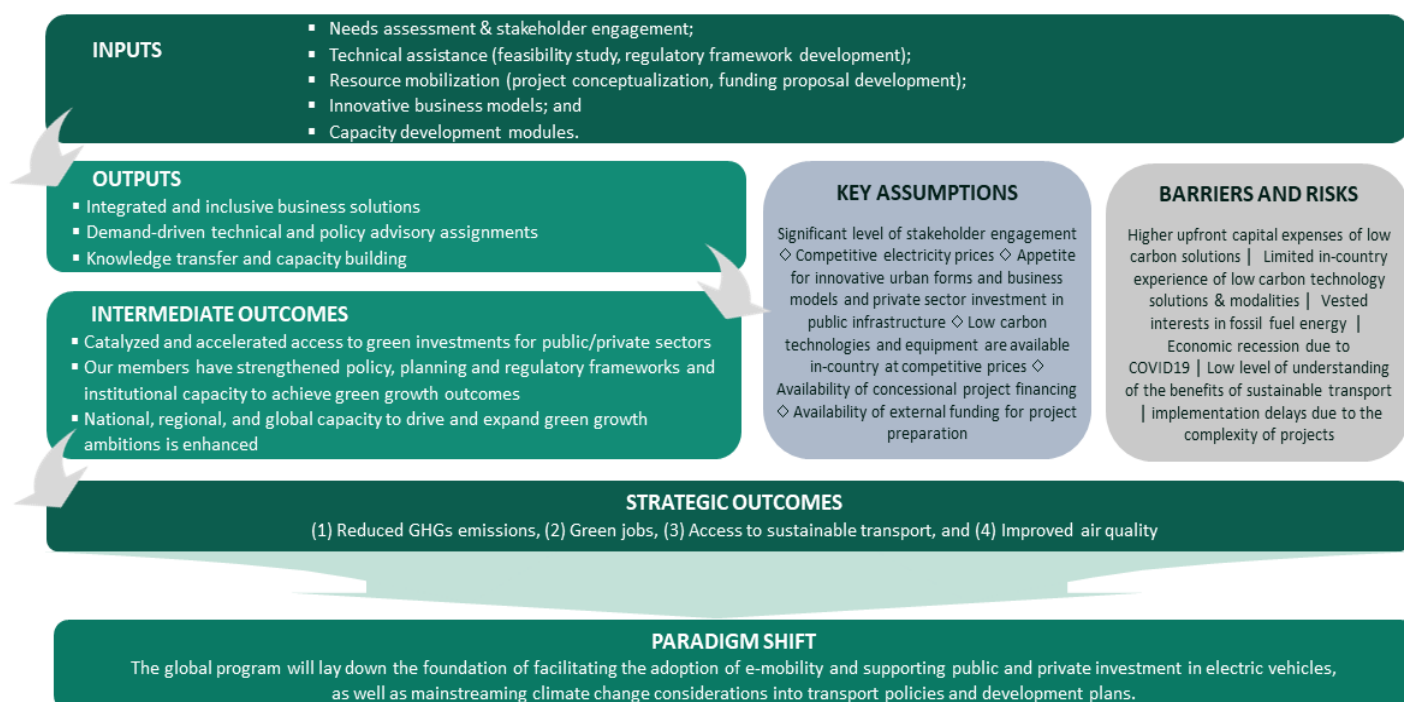 INPUTS
▪ Needs assessment & stakeholder engagement;
▪ Technical assistance (feasibility study, regulatory framework development);
▪ Resource mobilization (project conceptualization, funding proposal development);
▪ Innovative business models; and
▪ Capacity development modules.
OUTPUTS
▪ Integrated and inclusive business solutions
▪ Demand-driven technical and policy advisory assignments
▪ Knowledge transfer and capacity building
INTERMEDIATE OUTCOMES
▪ Catalyzed and accelerated access to green investments for public/private sectors
▪ Our members have strengthened policy, planning and regulatory frameworks and
institutional capacity to achieve green growth outcomes
▪ National, regional, and global capacity to drive and expand green growth
ambitions is enhanced
KEY ASSUMPTIONS
Significant level of stakeholder engagement
◇ Competitive electricity prices ◇ Appetite
for innovative urban forms and business
models and private sector investment in
public infrastructure ◇ Low carbon
technologies and equipment are available
in-country at competitive prices ◇
Availability of concessional project financing
◇ Availability of external funding for project
preparation
BARRIERS AND RISKS
Higher upfront capital expenses of low
carbon solutions | Limited in-country
experience of low carbon technology
solutions & modalities | Vested
interests in fossil fuel energy |
Economic recession due to
COVID19 | Low level of understanding
of the benefits of sustainable transport
| implementation delays due to the
complexity of projects
STRATEGIC OUTCOMES
(1) Reduced GHGs emissions, (2) Green jobs, (3) Access to sustainable transport, and (4) Improved air quality
PARADIGM SHIFT
The global program will lay down the foundation of facilitating the adoption of e-mobility and supporting public and private investment in electric vehicles,
as well as mainstreaming climate change considerations into transport policies and development plans.